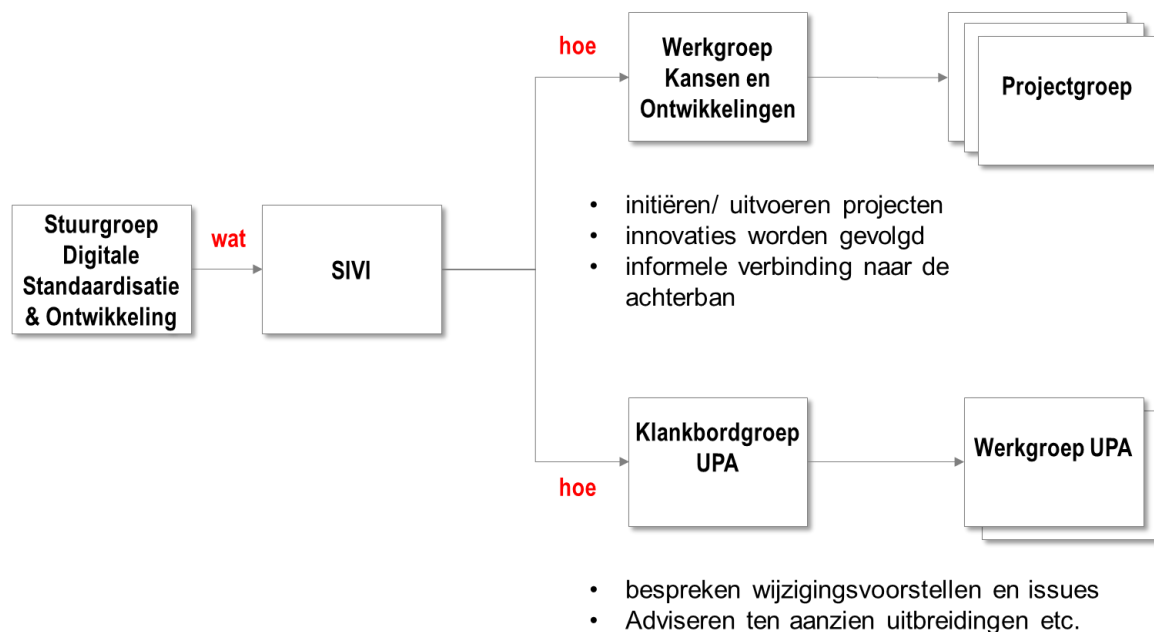 hoe
Werkgroep
Kansen en
Ontwikkelingen
Projectgroep
• initiëren/ uitvoeren projecten
• innovaties worden gevolgd
• informele verbinding naar de
achterban
Stuurgroep
Digitale
Standaardisatie
& Ontwikkeling
wat
SIVI
Klankbordgroep
UPA
Werkgroep UPA
hoe
• bespreken wijzigingsvoorstellen en issues
• Adviseren ten aanzien uitbreidingen etc.